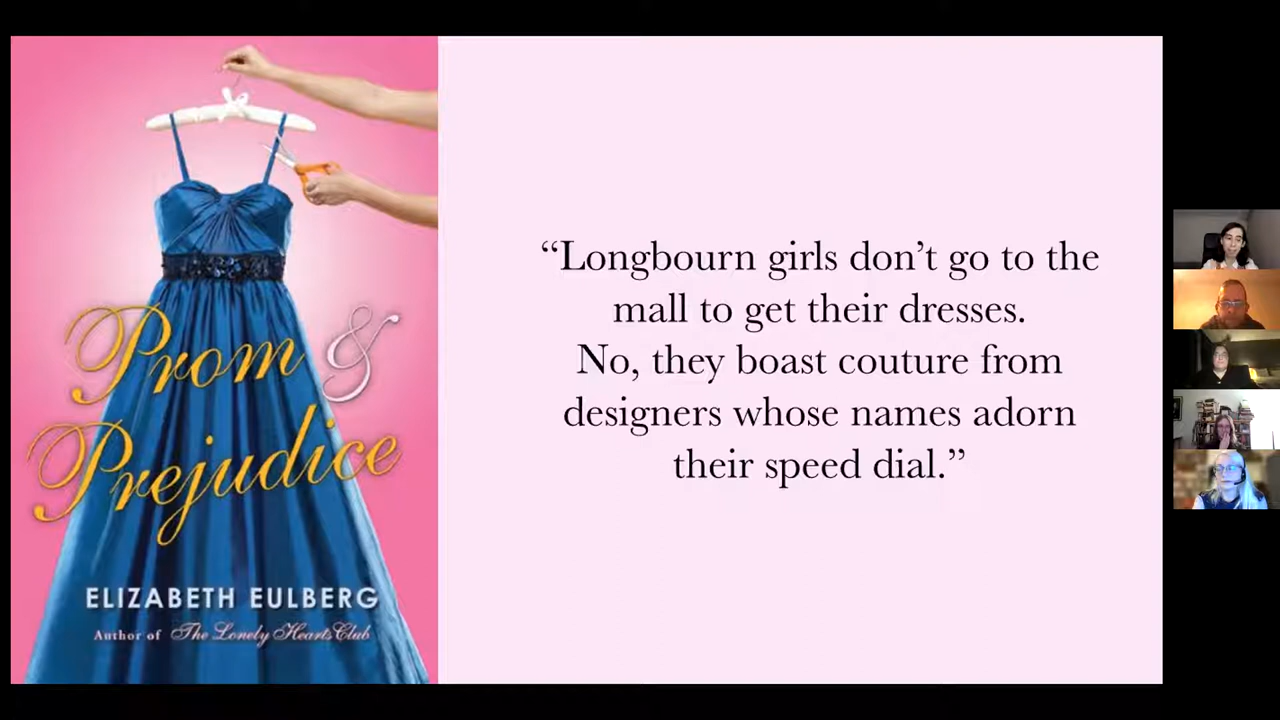 Prom &
Prejudice
ELIZABETH EULBERG
Author of The Lonely Hearts Club
“Longbourn girls don’t go to the
mall to get their dresses.
No, they boast couture from
designers whose names adorn
their speed dial.”